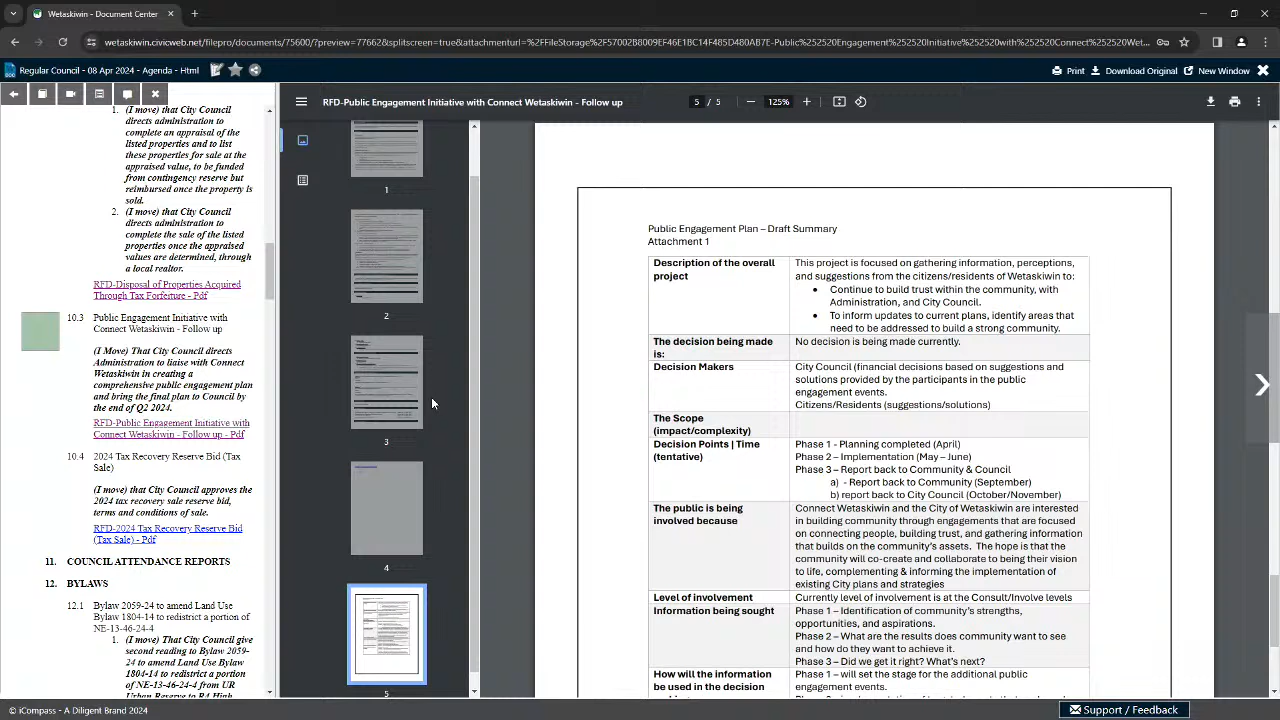 Wetaskiwin - Document Center
wetaskiwin.civicweb.net/filepro/documents/75600/?preview=77662&splitscreen=true&attachmenturl=%2FFileStorage%2F57002B8009EF46E1BC14F485D480AB7E-Public%252520Engagement%252520Initiative%252520with%252520Connect%252520Wet...
Regular Council - 08 Apr 2024 - Agenda - Html
Print
Download Original
New Window
1. (I move) that City Council
directs administration to
complete an appraisal of the
listed properties and to list
these properties for sale at the
appraised value, to be funded
from contingency reserve but
reimbursed once the property is
sold.
2. (I move) that City Council
directs administration to
complete the sale of the listed
properties once the appraised
values are determined, through
a local realtor.
RFD-Disposal of Properties Acquired
Through Tax Forfeiture - Pdf
10.3 Public Engagement Initiative with
Connect Wetaskiwin - Follow up
(I Move) That City Council directs
Administration to liaise with Connect
Wetaskiwin in creating a
comprehensive public engagement plan
and bring the final plan to Council by
the end of Q2 2024.
RFD-Public Engagement Initiative with
Connect Wetaskiwin - Follow up - Pdf
10.4 2024 Tax Recovery Reserve Bid (Tax
Sale)
(I move) that City Council approves the
2024 tax recovery sale reserve bid,
terms and conditions of sale.
RFD-2024 Tax Recovery Reserve Bid
(Tax Sale) - Pdf
11. COUNCIL ATTENDANCE REPORTS
12. BYLAWS
12.1 Bylaw 2059-24 to amend Land Use
Bylaw 1804-14 to redistrict a portion of
NE-13-46-24-4
1. (I move) That City Council give
second reading to Bylaw 2059-
24 to amend Land Use Bylaw
1804-14 to redistrict a portion
of NE-13-46-24-4 from UR
Urban Reserve to R4 High
RFD-Public Engagement Initiative with Connect Wetaskiwin - Follow up
5 / 5
125%
1
2
3
4
5
Public Engagement Plan – Draft Summary
Attachment 1
Description of the overall
project
This project is focused on gathering information, perceptions,
and suggestions from the citizens/residents of Wetaskiwin to:
• Continue to build trust within the community, with
Administration, and City Council.
• To inform updates to current plans, identify areas that
need to be addressed to build a strong community.
The decision being made
is:
No decision is being made currently.
Decision Makers
City Council (financial decisions based on suggestions and
solutions provided by the participants in the public
engagement events.
Citizens/Residents (suggestions/solutions)
The Scope
(impact/complexity)
Decision Points | Time
(tentative)
Phase 1 - Planning completed (April)
Phase 2 – Implementation (May – June)
Phase 3 – Report back to Community & Council
a) - Report back to Community (September)
b) report back to City Council (October/November)
The public is being
involved because
Connect Wetaskiwin and the City of Wetaskiwin are interested
in building community through engagements that are focused
on connecting people, building trust, and gathering information
that builds on the community's assets. The hope is that the
community will co-create and collaborate to being their vision
to life, complementing & informing the implementation of
existing City plans and strategies
Level of involvement
Currently level of involvement is at the Consult/Involve levels
Information being sought
Phase 1 – Identification of community's strengths,
opportunities, and aspirations.
Phase 2 – What are the results does community want to see
and how do they want to achieve it.
Phase 3 – Did we get it right? What's next?
How will the information
be used in the decision
Phase 1 – will set the stage for the additional public
engagement events.
© iCompass - A Diligent Brand 2024
Support / Feedback